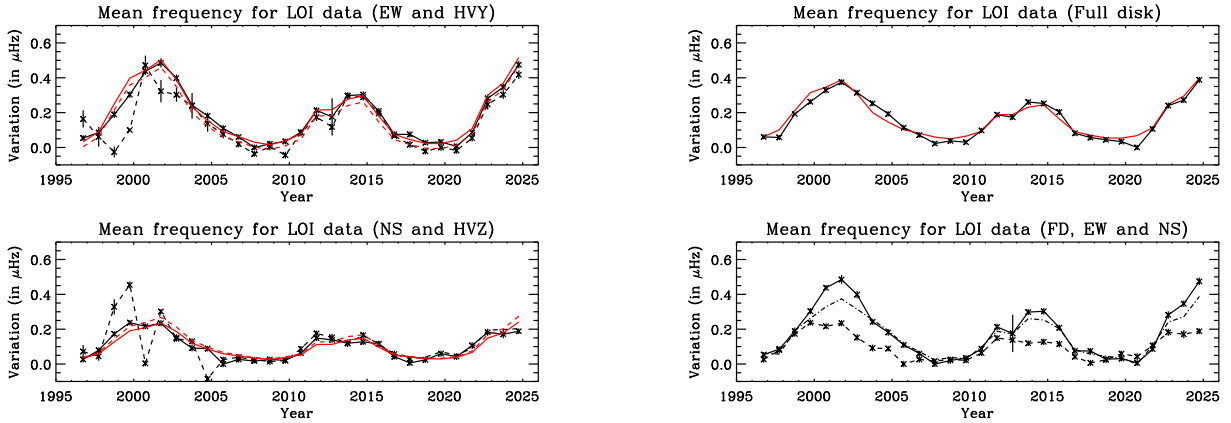 Mean frequency for LOI data (EW and HVY)
Variation (in μHz)
0.6
0.4
0.2
0.0
1995 2000 2005 2010 2015 2020 2025
Year
Mean frequency for LOI data (Full disk)
Variation (in μHz)
0.6
0.4
0.2
0.0
1995 2000 2005 2010 2015 2020 2025
Year
Mean frequency for LOI data (NS and HVZ)
Variation (in μHz)
0.6
0.4
0.2
0.0
1995 2000 2005 2010 2015 2020 2025
Year
Mean frequency for LOI data (FD, EW and NS)
Variation (in μHz)
0.6
0.4
0.2
0.0
1995 2000 2005 2010 2015 2020 2025
Year